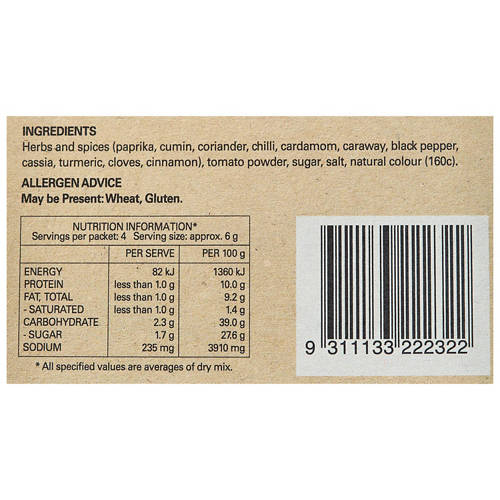 INGREDIENTS
Herbs and spices (paprika, cumin, coriander, chilli, cardamom, caraway, black pepper,
cassia, turmeric, cloves, cinnamon), tomato powder, sugar, salt, natural colour (160c).
ALLERGEN ADVICE
May be Present: Wheat, Gluten.
NUTRITION INFORMATION*
Servings per packet: 4 Serving size: approx. 6 g
PER SERVE PER 100 g
ENERGY 82 kJ 1360 kJ
PROTEIN less than 1.0 g 10.0 g
FAT, TOTAL less than 1.0 g 9.2 g
- SATURATED less than 1.0 g 1.4 g
CARBOHYDRATE 2.3 g 39.0 g
- SUGAR 1.7 g 27.6 g
SODIUM 235 mg 3910 mg
* All specified values are averages of dry mix.
9 311133 222322